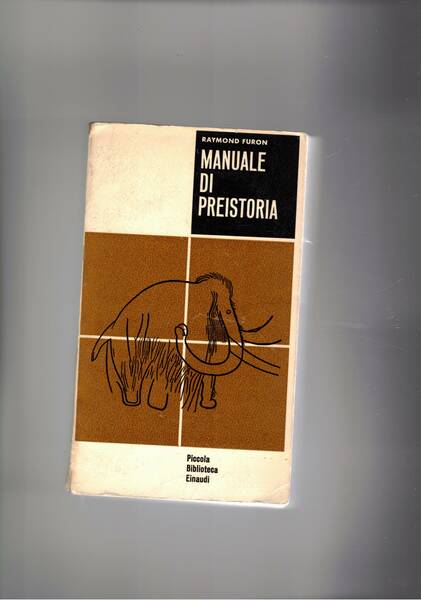 RAYMOND FURON
MANUALE
DI
PREISTORIA
Piccola
Biblioteca
Einaudi